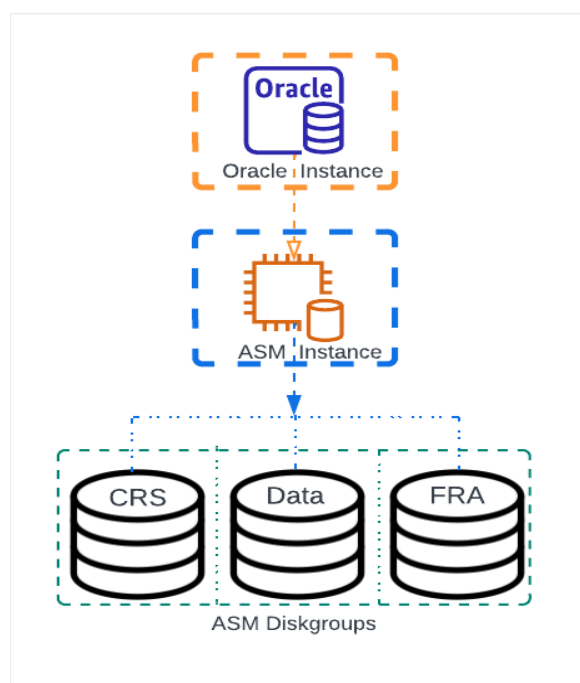 Oracle
Oracle Instance
ASM Instance
CRS
Data
FRA
ASM Diskgroups